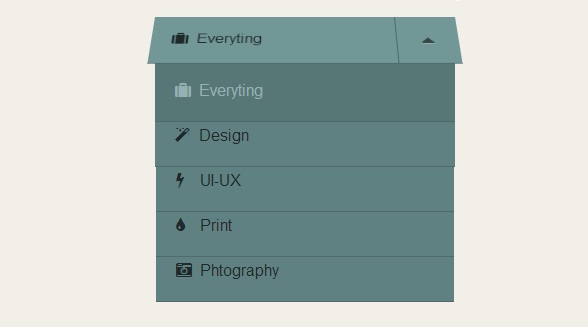 Everyting
Everyting
Design
UI-UX
Print
Phtography